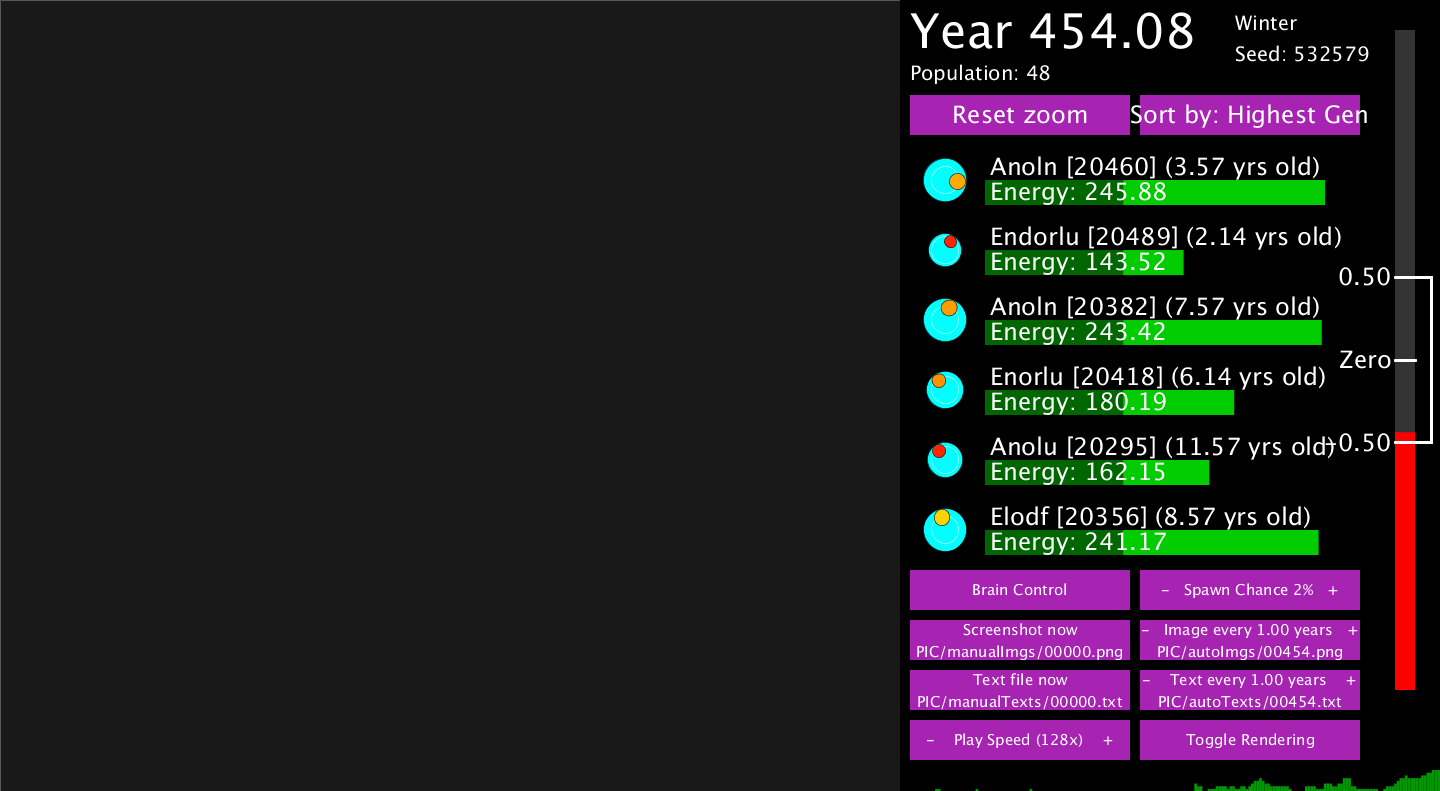 Year 454.08
Winter
Seed: 532579
Population: 48
Reset zoom
Sort by: Highest Gen
Anoln [20460] (3.57 yrs old)
Energy: 245.88
Endorlu [20489] (2.14 yrs old)
Energy: 143.52
0.50
Anoln [20382] (7.57 yrs old)
Energy: 243.42
Zero
Enorlu [20418] (6.14 yrs old)
Energy: 180.19
Anolu [20295] (11.57 yrs old)
-0.50
Energy: 162.15
Elodf [20356] (8.57 yrs old)
Energy: 241.17
Brain Control
- Spawn Chance 2% +
Screenshot now
PIC/manualImgs/00000.png
- Image every 1.00 years +
PIC/autoImgs/00454.png
Text file now
PIC/manualTexts/00000.txt
- Text every 1.00 years +
PIC/autoTexts/00454.txt
- Play Speed (128x) +
Toggle Rendering